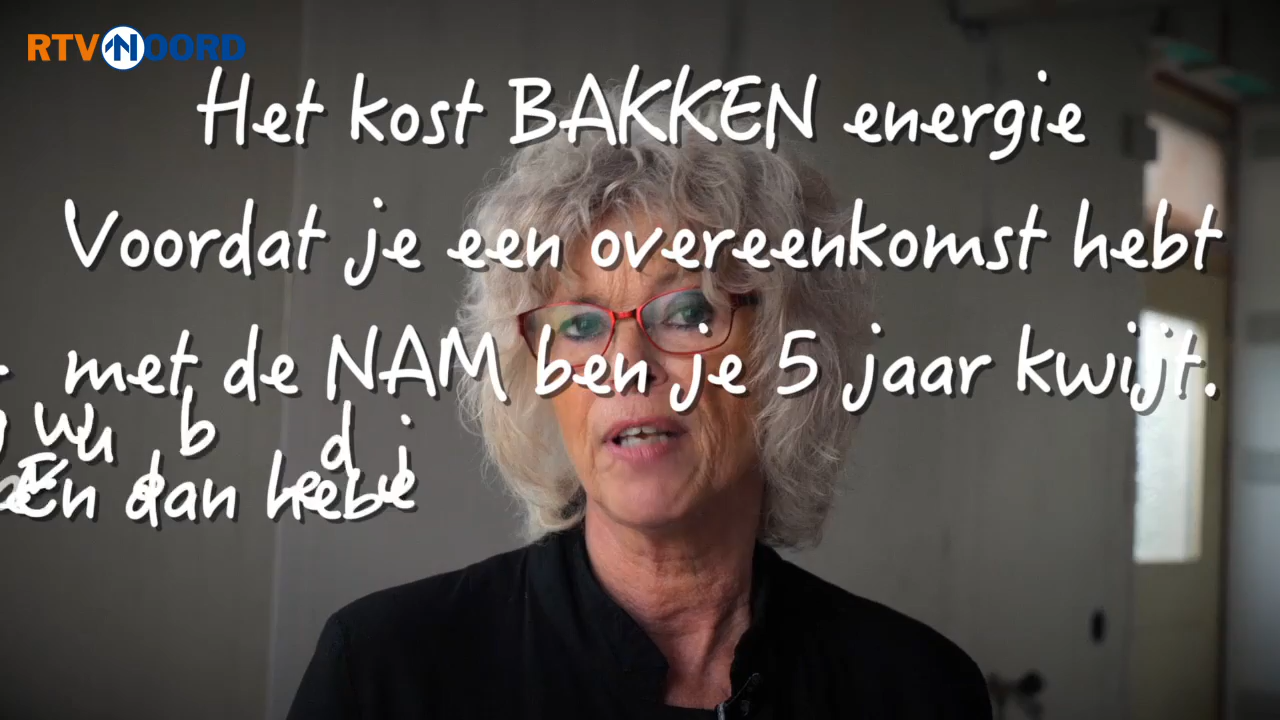 RTV NOORD
Het kost BAKKEN energie
Voordat je een overeenkomst hebt
met de NAM ben je 5 jaar kwijt.
En dan heb